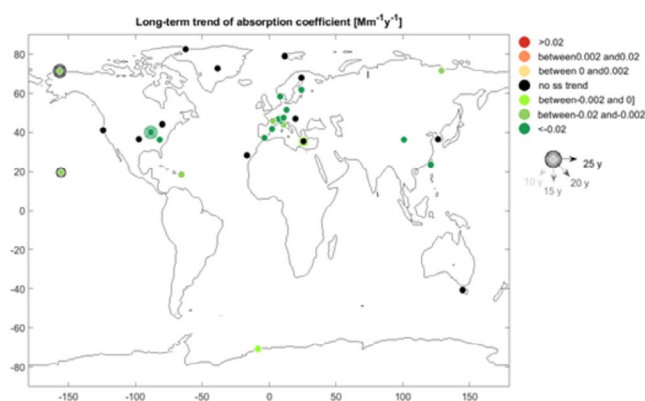 Long-term trend of absorption coefficient [Mm⁻¹y⁻¹]
>0.02
between0.002 and0.02
between 0 and0.002
no ss trend
between-0.002 and 0]
between-0.02 and-0.002
<-0.02
25 y
10 y
20 y
15 y
80
60
40
20
0
-20
-40
-60
-80
-150
-100
-50
0
50
100
150